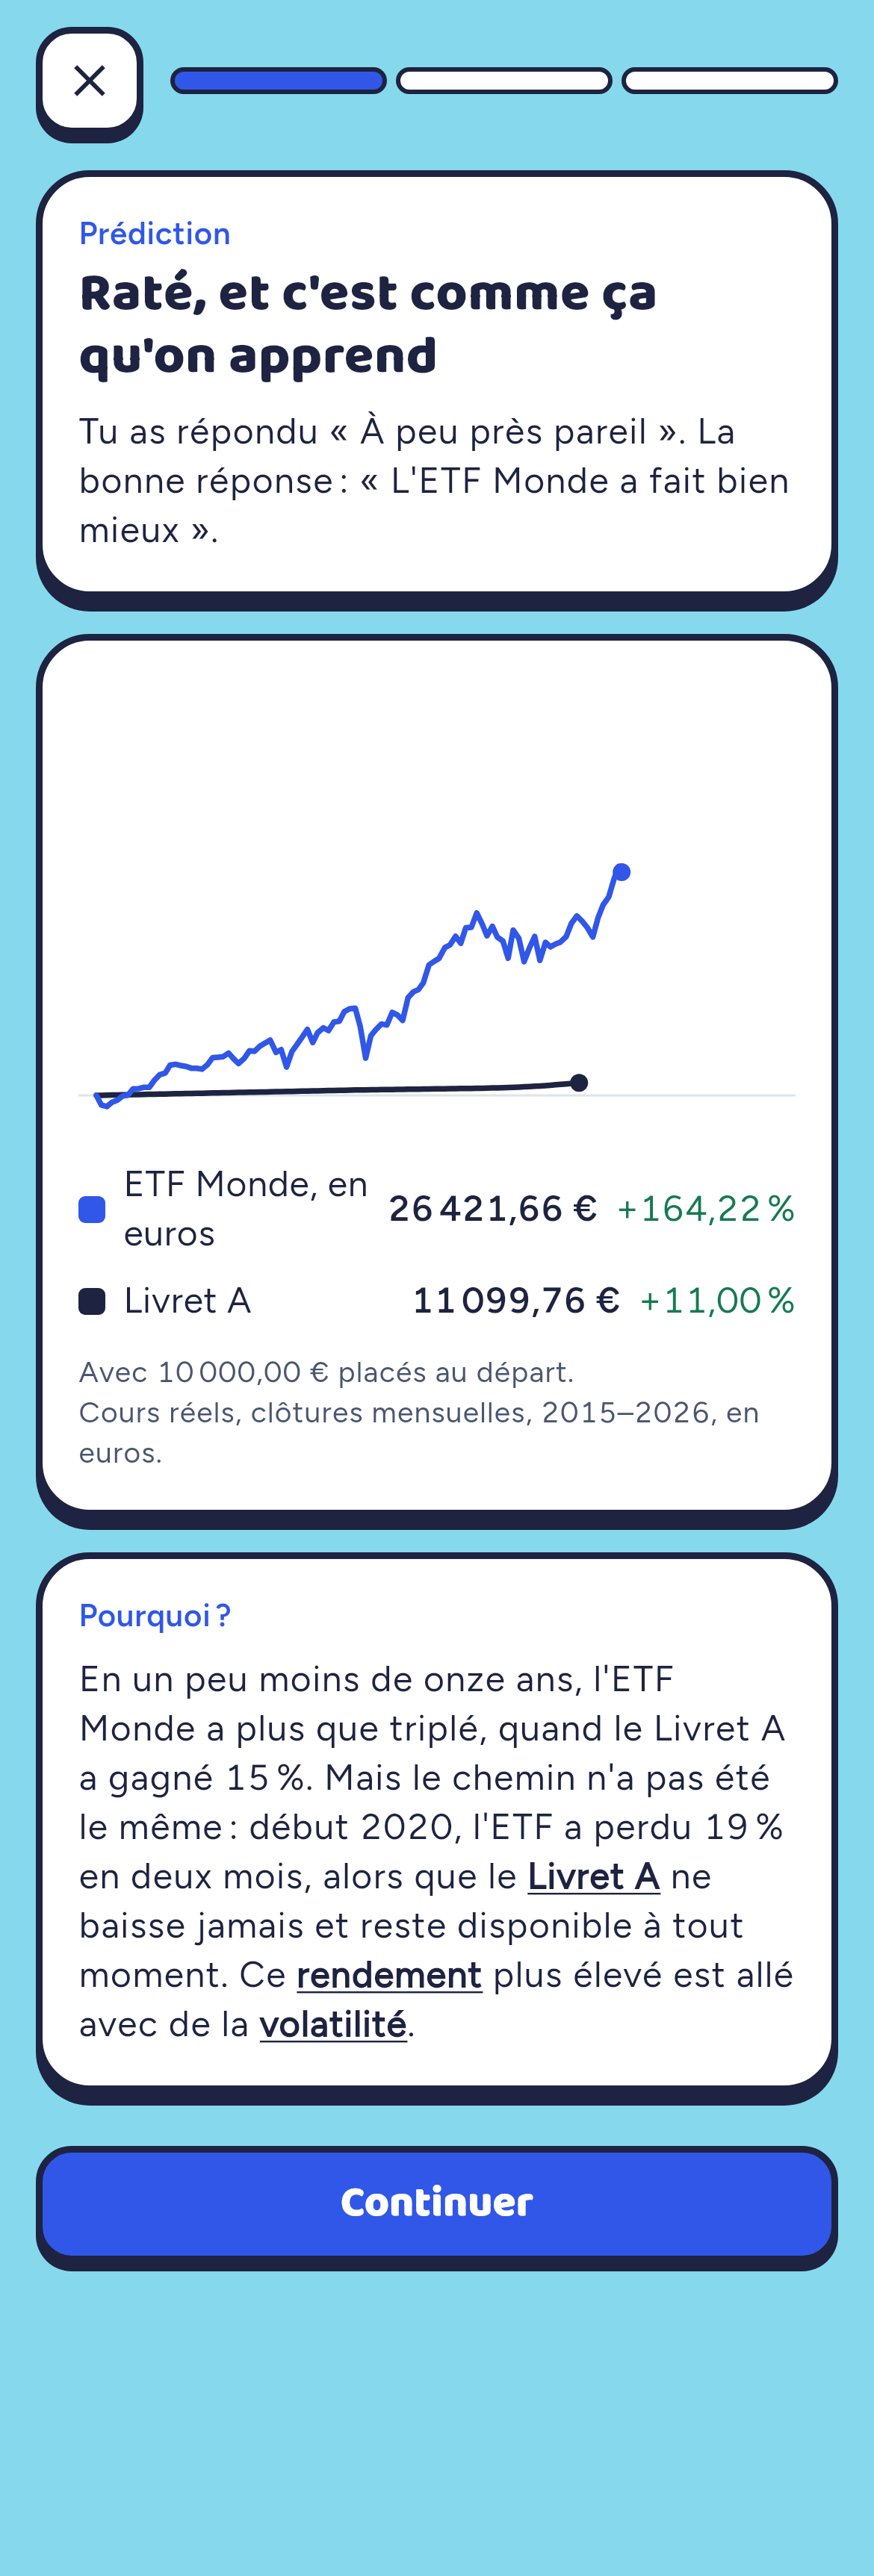 Prédiction
Raté, et c'est comme ça
qu'on apprend
Tu as répondu « À peu près pareil ». La
bonne réponse : « L'ETF Monde a fait bien
mieux ».
ETF Monde, en
euros
26 421,66 € +164,22 %
Livret A 11 099,76 € +11,00 %
Avec 10 000,00 € placés au départ.
Cours réels, clôtures mensuelles, 2015–2026, en
euros.
Pourquoi ?
En un peu moins de onze ans, l'ETF
Monde a plus que triplé, quand le Livret A
a gagné 15 %. Mais le chemin n'a pas été
le même : début 2020, l'ETF a perdu 19 %
en deux mois, alors que le Livret A ne
baisse jamais et reste disponible à tout
moment. Ce rendement plus élevé est allé
avec de la volatilité.
Continuer